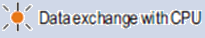 Data exchange with CPU